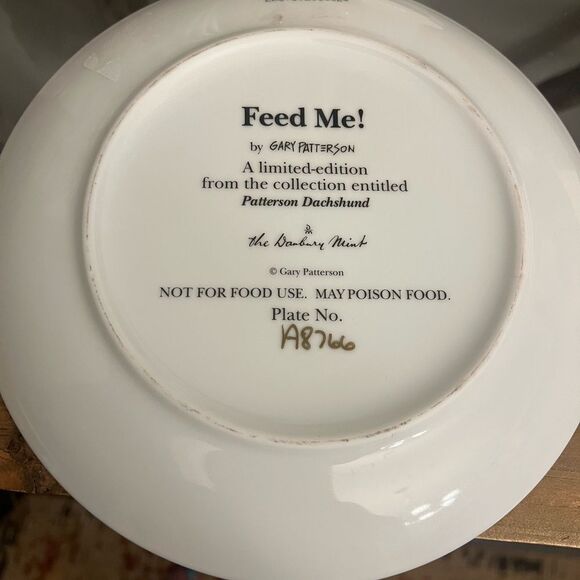 Feed Me!
by GARY PATTERSON
A limited-edition
from the collection entitled
Patterson Dachshund
The Danbury Mint
© Gary Patterson
NOT FOR FOOD USE. MAY POISON FOOD.
Plate No.
A8766